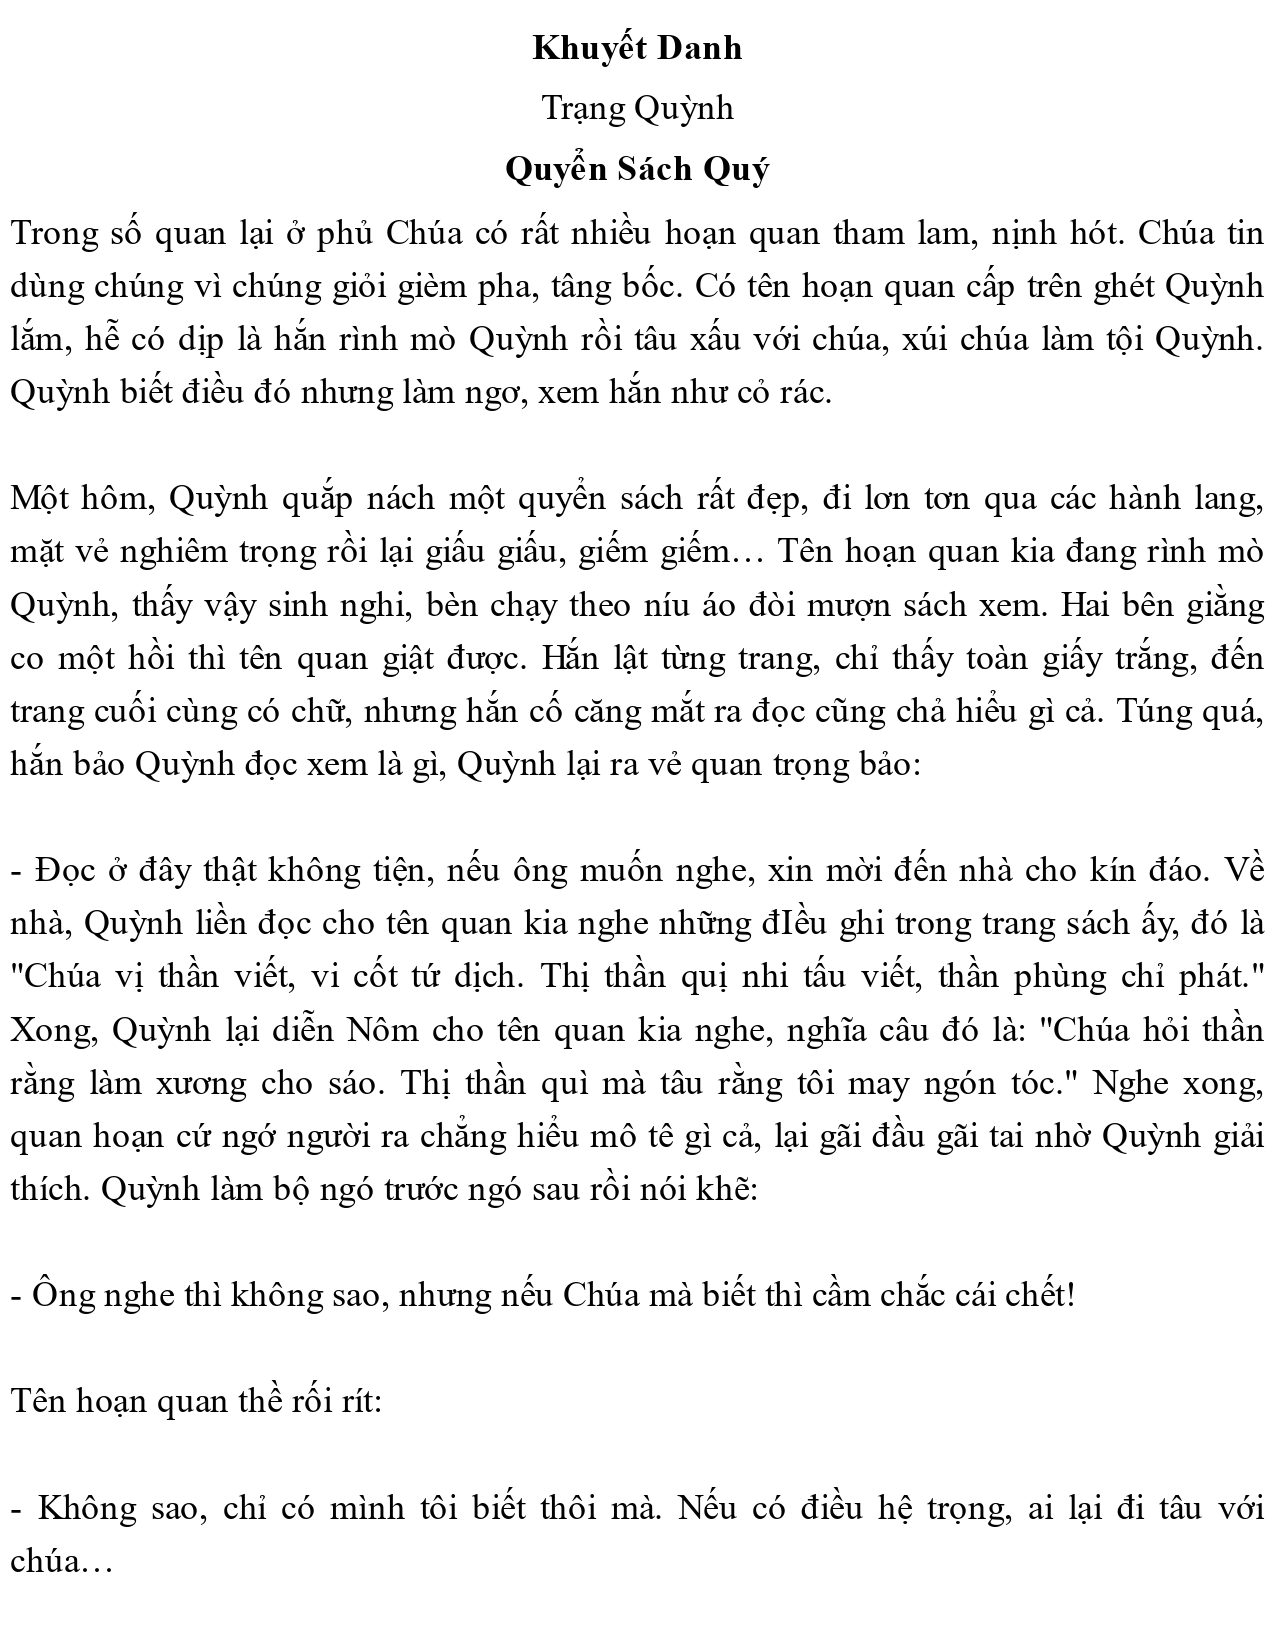 Khuyết Danh
Trạng Quỳnh
Quyển Sách Quý
Trong số quan lại ở phủ Chúa có rất nhiều hoạn quan tham lam, nịnh hót. Chúa tin
dùng chúng vì chúng giỏi gièm pha, tâng bốc. Có tên hoạn quan cấp trên ghét Quỳnh
lắm, hễ có dịp là hắn rình mò Quỳnh rồi tâu xấu với chúa, xúi chúa làm tội Quỳnh.
Quỳnh biết điều đó nhưng làm ngơ, xem hắn như cỏ rác.
Một hôm, Quỳnh quắp nách một quyển sách rất đẹp, đi lơn tơn qua các hành lang,
mặt vẻ nghiêm trọng rồi lại giấu giấu, giếm giếm… Tên hoạn quan kia đang rình mò
Quỳnh, thấy vậy sinh nghi, bèn chạy theo níu áo đòi mượn sách xem. Hai bên giằng
co một hồi thì tên quan giật được. Hắn lật từng trang, chỉ thấy toàn giấy trắng, đến
trang cuối cùng có chữ, nhưng hắn cố căng mắt ra đọc cũng chả hiểu gì cả. Túng quá,
hắn bảo Quỳnh đọc xem là gì, Quỳnh lại ra vẻ quan trọng bảo:
- Đọc ở đây thật không tiện, nếu ông muốn nghe, xin mời đến nhà cho kín đáo. Về
nhà, Quỳnh liền đọc cho tên quan kia nghe những đIều ghi trong trang sách ấy, đó là
"Chúa vị thần viết, vi cốt tứ dịch. Thị thần quị nhi tấu viết, thần phùng chỉ phát."
Xong, Quỳnh lại diễn Nôm cho tên quan kia nghe, nghĩa câu đó là: "Chúa hỏi thần
rằng làm xương cho sáo. Thị thần quì mà tâu rằng tôi may ngón tóc." Nghe xong,
quan hoạn cứ ngớ người ra chẳng hiểu mô tê gì cả, lại gãi đầu gãi tai nhờ Quỳnh giải
thích. Quỳnh làm bộ ngó trước ngó sau rồi nói khẽ:
- Ông nghe thì không sao, nhưng nếu Chúa mà biết thì cầm chắc cái chết!
Tên hoạn quan thề rối rít:
- Không sao, chỉ có mình tôi biết thôi mà. Nếu có điều hệ trọng, ai lại đi tâu với
chúa…